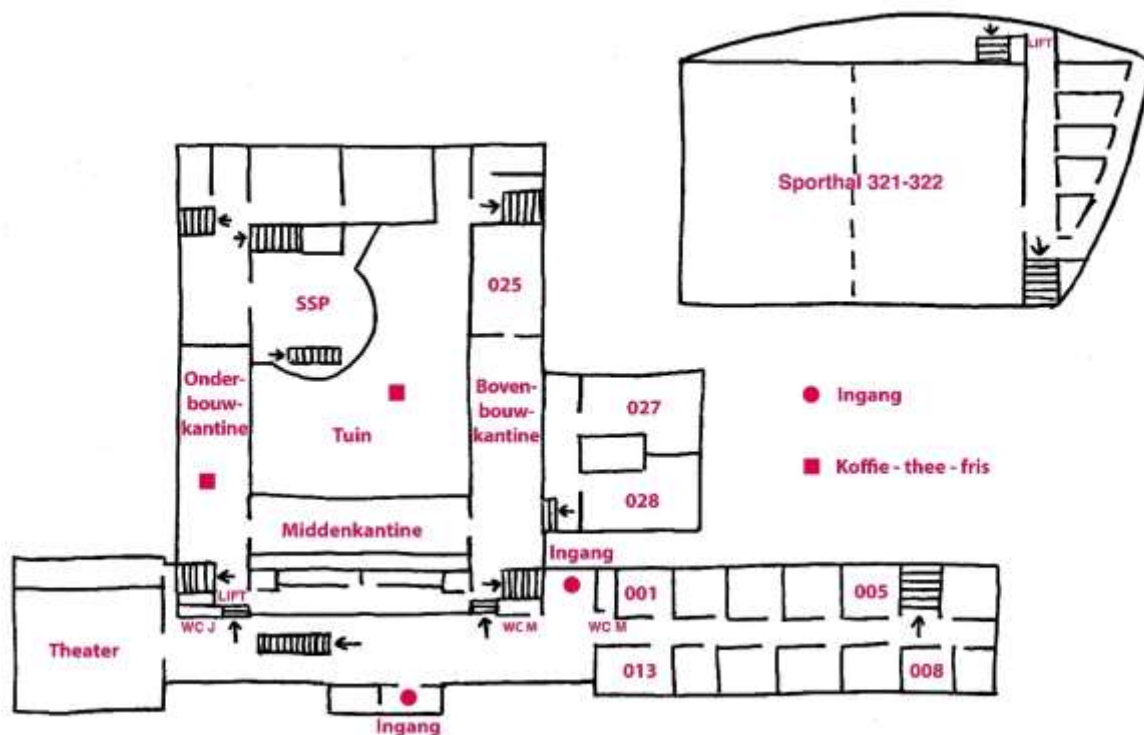 LIFT
Sporthal 321-322
025
SSP
Onder-
bouw-
kantine
Boven-
bouw-
kantine
Tuin
027
028
Ingang
Koffie - thee - fris
Middenkantine
Ingang
LIFT
001
005
WC J
WC M
WC M
Theater
013
008
Ingang